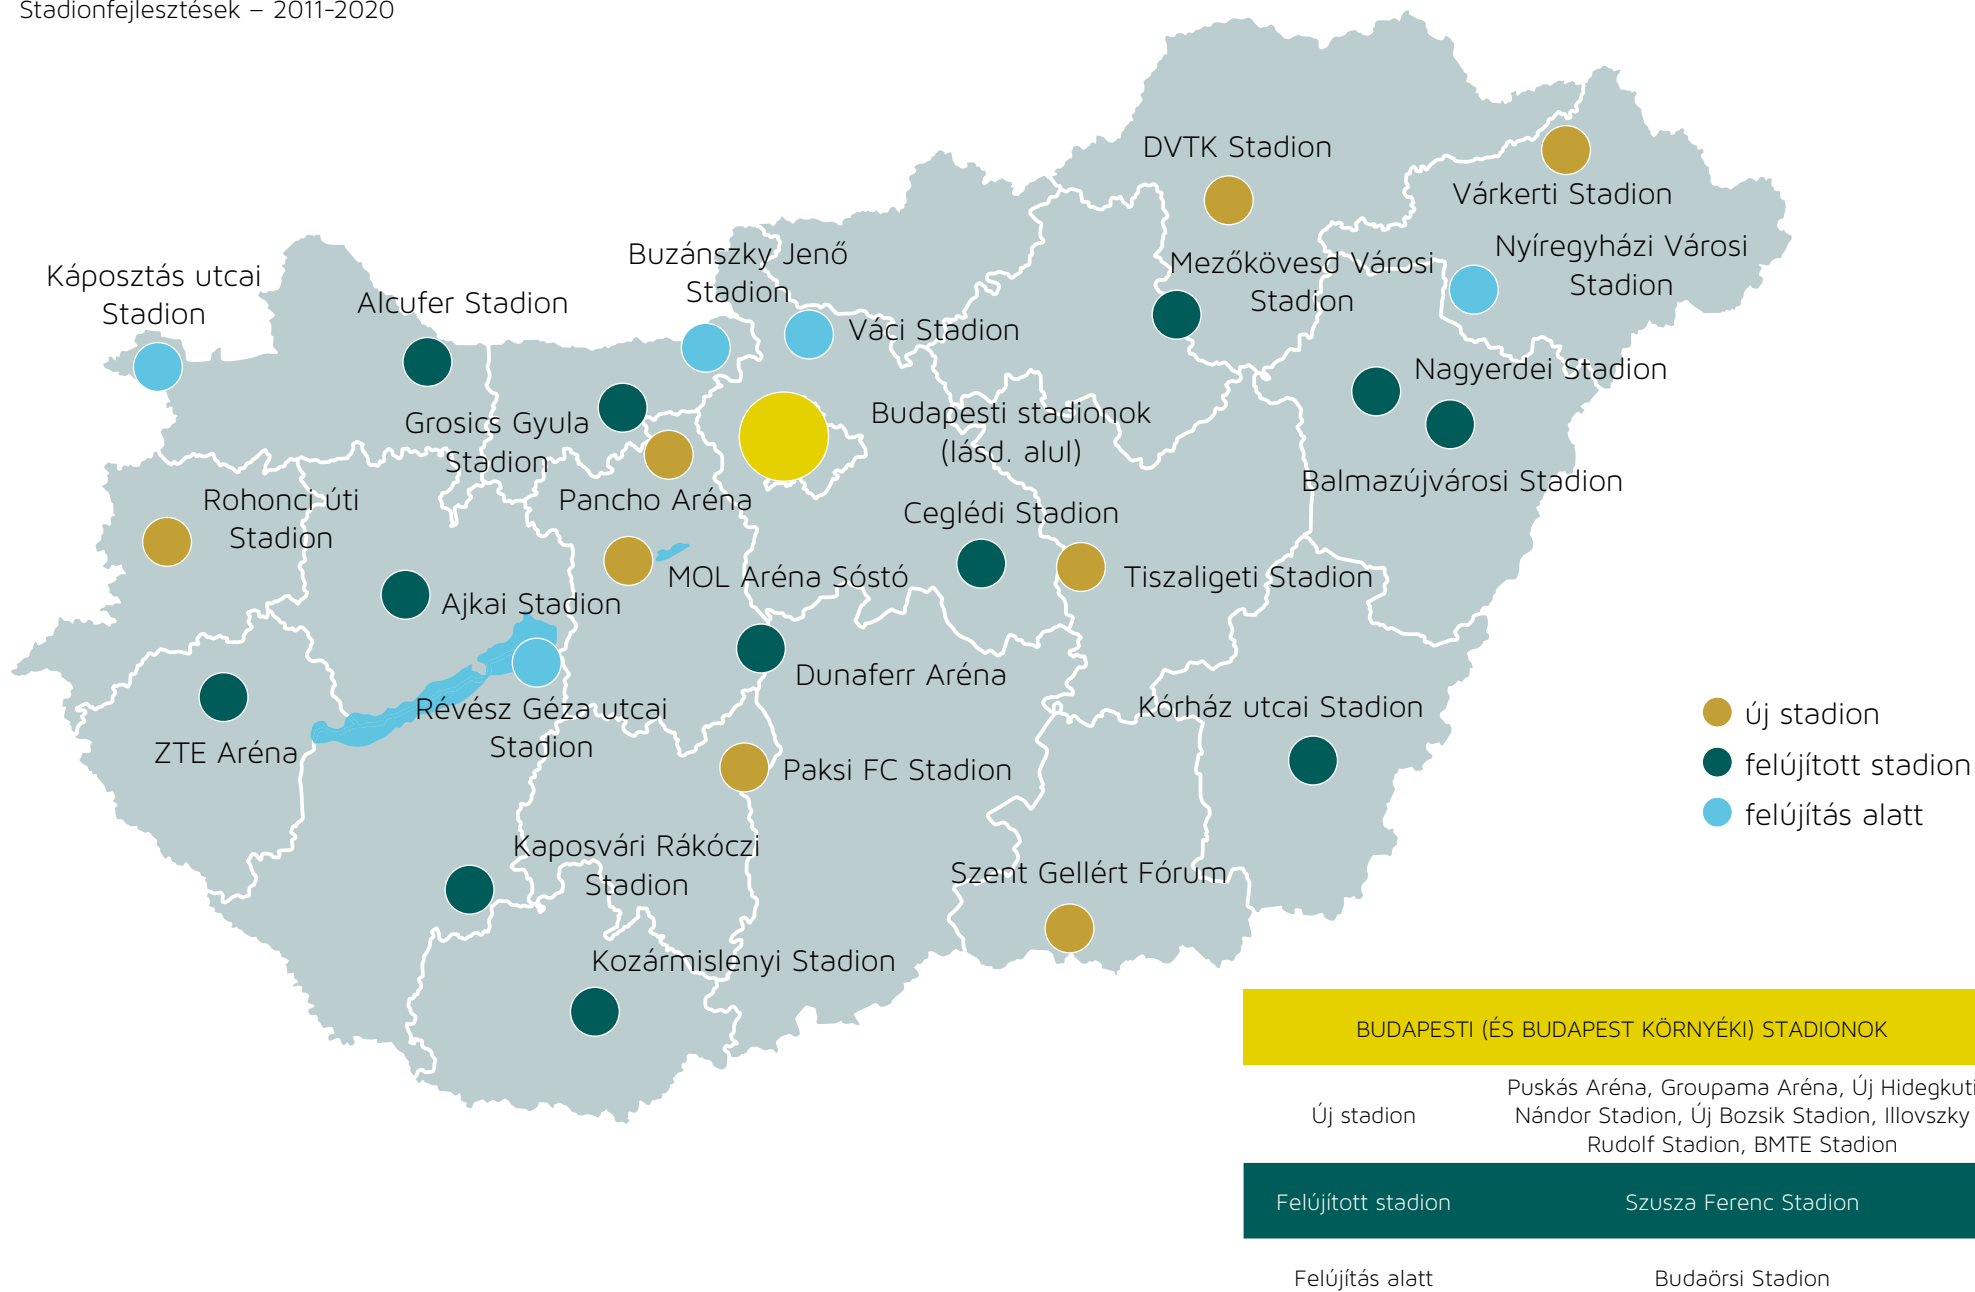 Stadionfejlesztések – 2011-2020
DVTK Stadion
Várkerti Stadion
Nyíregyházi Városi
Stadion
Mezőkövesd Városi
Stadion
Buzánszky Jenő
Stadion
Káposztás utcai
Stadion
Alcufer Stadion
Váci Stadion
Nagyerdei Stadion
Grosics Gyula
Stadion
Budapesti stadionok
(lásd. alul)
Balmazújvárosi Stadion
Rohonci úti
Stadion
Pancho Aréna
Ceglédi Stadion
MOL Aréna Sóstó
Tiszaligeti Stadion
Ajkai Stadion
Dunaferr Aréna
Révész Géza utcai
Stadion
Kórház utcai Stadion
ZTE Aréna
Paksi FC Stadion
Kaposvári Rákóczi
Stadion
Szent Gellért Fórum
Kozármislenyi Stadion
új stadion
felújított stadion
felújítás alatt
BUDAPESTI (ÉS BUDAPEST KÖRNYÉKI) STADIONOK
Új stadion
Puskás Aréna, Groupama Aréna, Új Hidegkuti
Nándor Stadion, Új Bozsik Stadion, Illovszky
Rudolf Stadion, BMTE Stadion
Felújított stadion
Szusza Ferenc Stadion
Felújítás alatt
Budaörsi Stadion